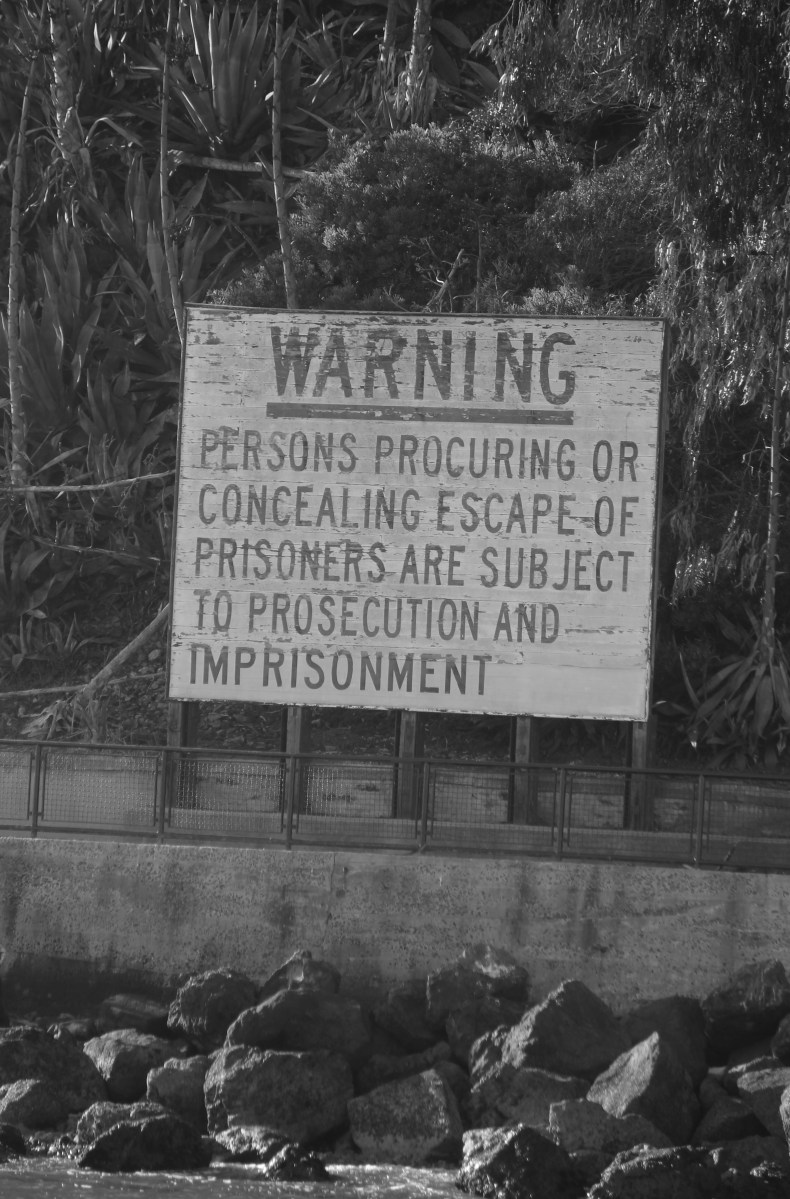 WARNING
PERSONS PROCURING OR
CONCEALING ESCAPE OF
PRISONERS ARE SUBJECT
TO PROSECUTION AND
IMPRISONMENT